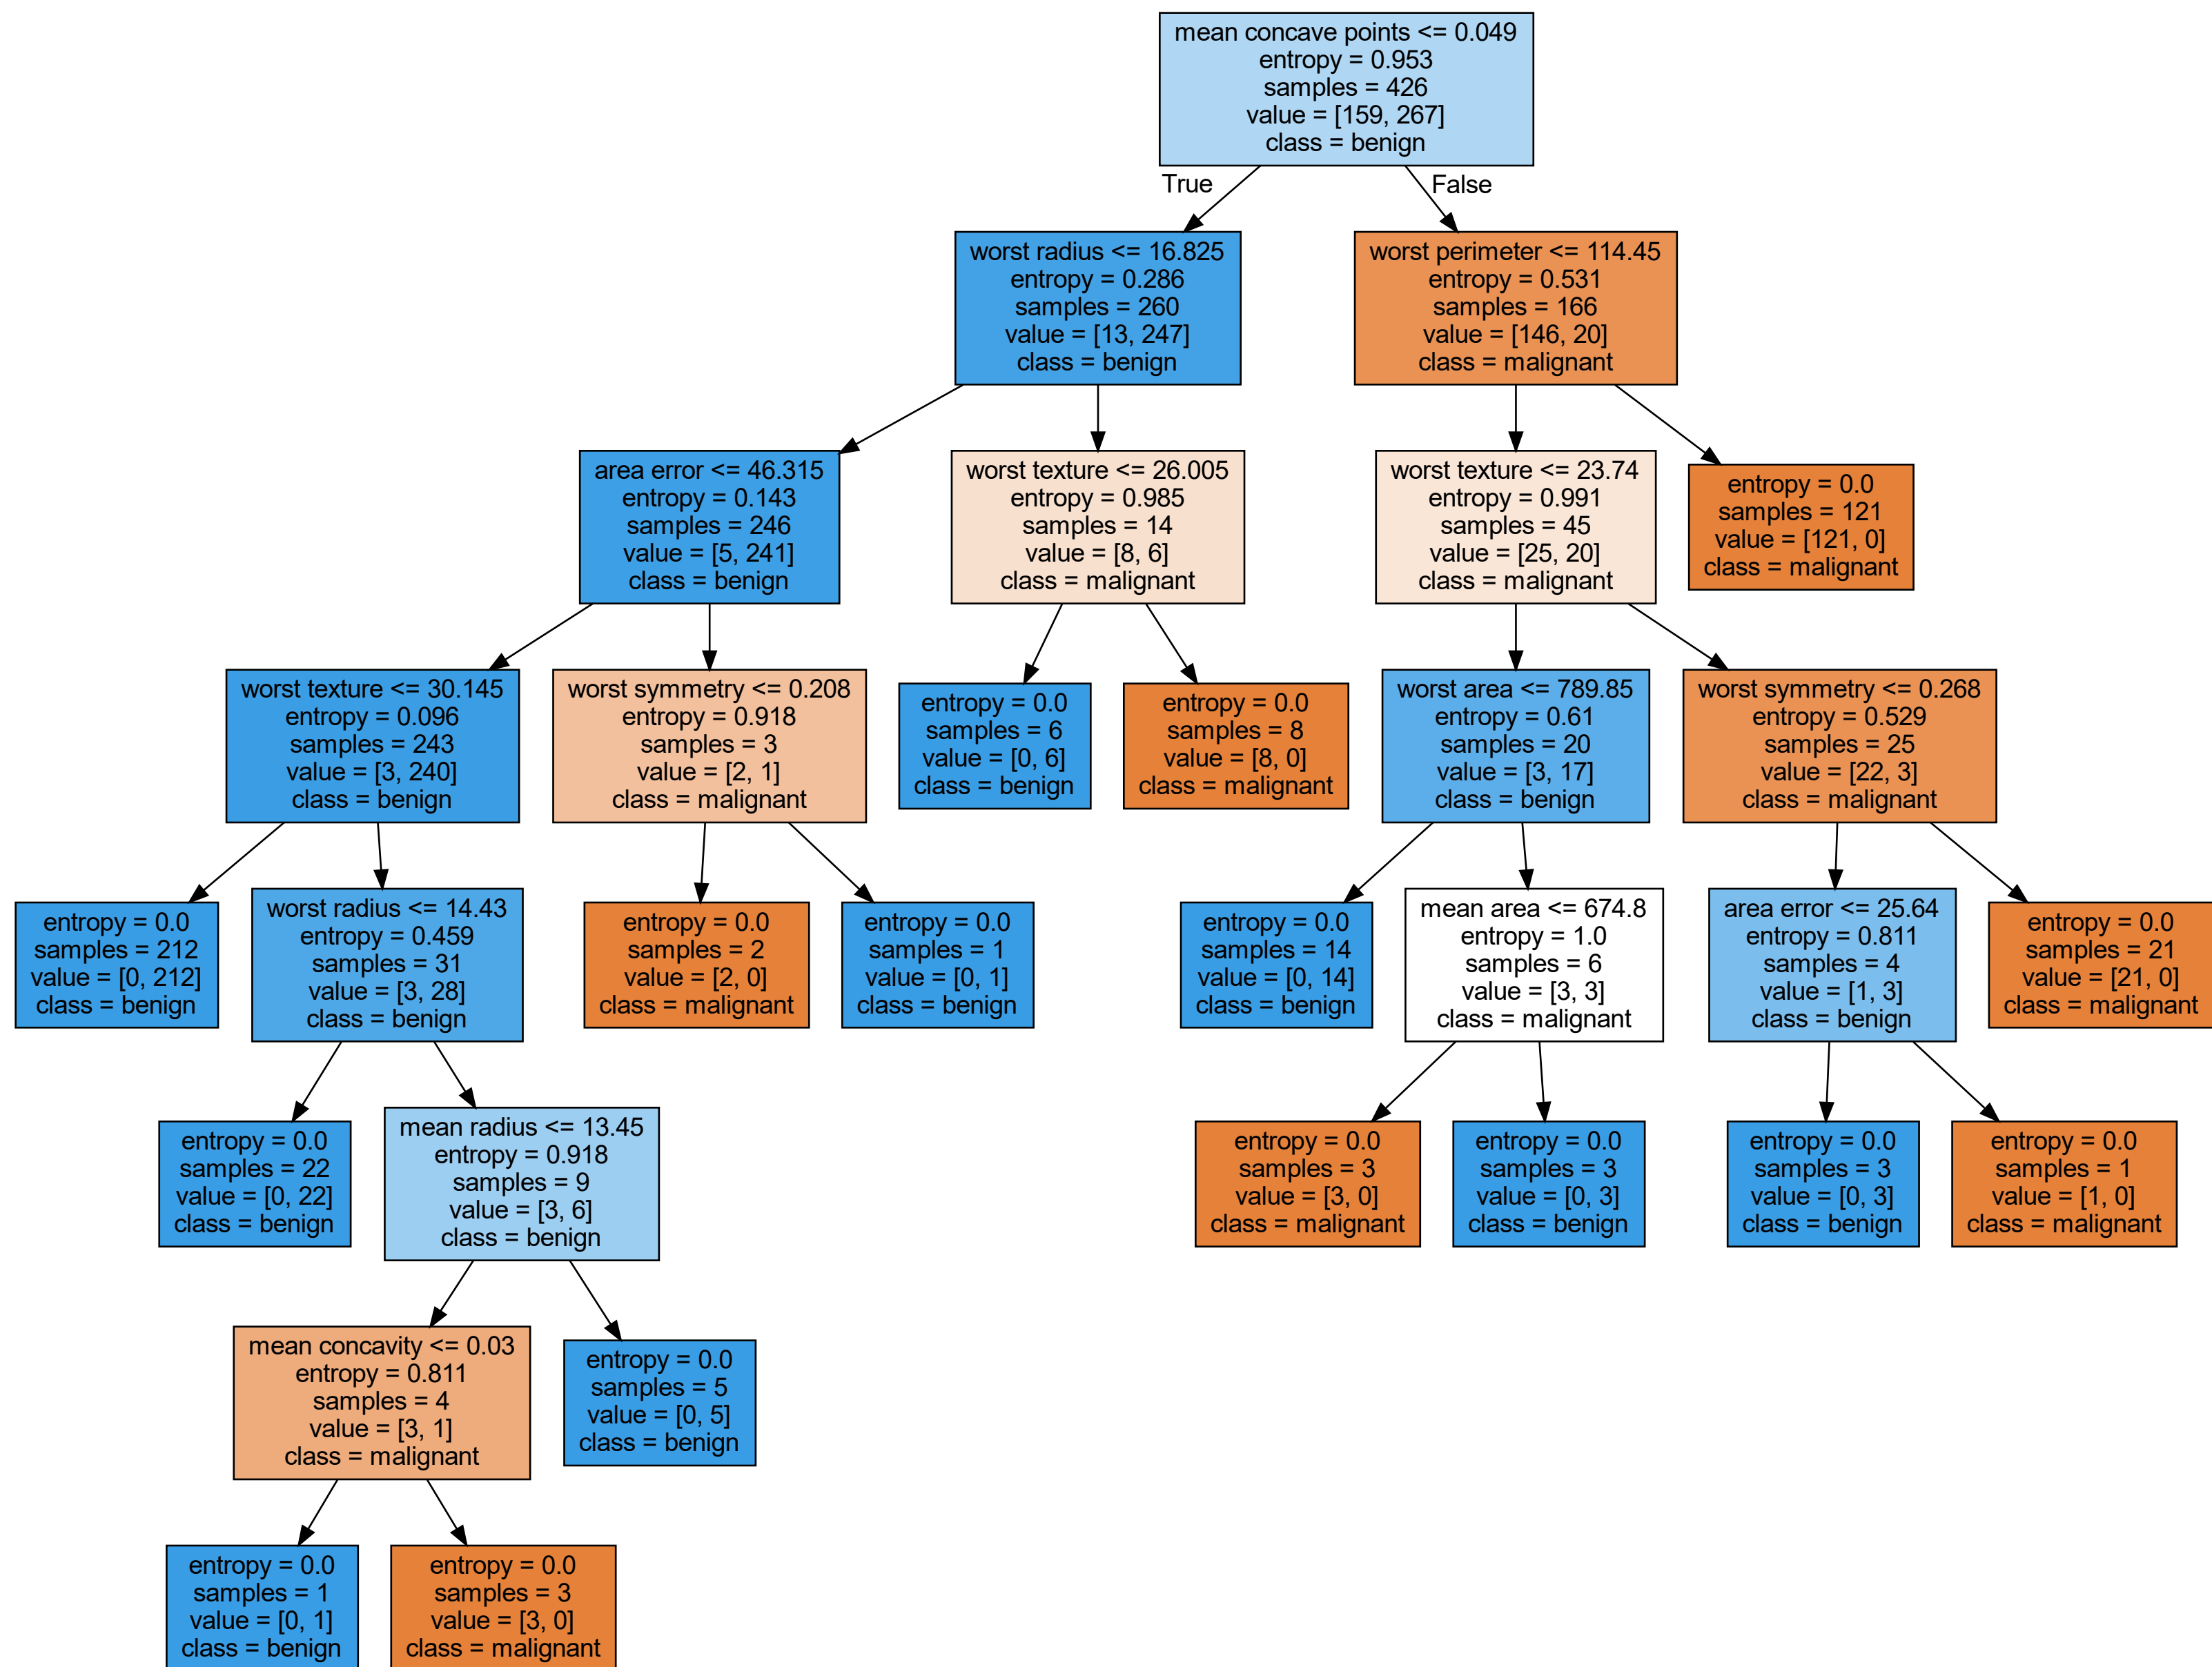 mean concave points <= 0.049
entropy = 0.953
samples = 426
value = [159, 267]
class = benign
True
False
worst radius <= 16.825
entropy = 0.286
samples = 260
value = [13, 247]
class = benign
worst perimeter <= 114.45
entropy = 0.531
samples = 166
value = [146, 20]
class = malignant
area error <= 46.315
entropy = 0.143
samples = 246
value = [5, 241]
class = benign
worst texture <= 26.005
entropy = 0.985
samples = 14
value = [8, 6]
class = malignant
worst texture <= 23.74
entropy = 0.991
samples = 45
value = [25, 20]
class = malignant
entropy = 0.0
samples = 121
value = [121, 0]
class = malignant
worst texture <= 30.145
entropy = 0.096
samples = 243
value = [3, 240]
class = benign
worst symmetry <= 0.208
entropy = 0.918
samples = 3
value = [2, 1]
class = malignant
entropy = 0.0
samples = 6
value = [0, 6]
class = benign
entropy = 0.0
samples = 8
value = [8, 0]
class = malignant
worst area <= 789.85
entropy = 0.61
samples = 20
value = [3, 17]
class = benign
worst symmetry <= 0.268
entropy = 0.529
samples = 25
value = [22, 3]
class = malignant
entropy = 0.0
samples = 212
value = [0, 212]
class = benign
worst radius <= 14.43
entropy = 0.459
samples = 31
value = [3, 28]
class = benign
entropy = 0.0
samples = 2
value = [2, 0]
class = malignant
entropy = 0.0
samples = 1
value = [0, 1]
class = benign
entropy = 0.0
samples = 14
value = [0, 14]
class = benign
mean area <= 674.8
entropy = 1.0
samples = 6
value = [3, 3]
class = malignant
area error <= 25.64
entropy = 0.811
samples = 4
value = [1, 3]
class = benign
entropy = 0.0
samples = 21
value = [21, 0]
class = malignant
entropy = 0.0
samples = 22
value = [0, 22]
class = benign
mean radius <= 13.45
entropy = 0.918
samples = 9
value = [3, 6]
class = benign
entropy = 0.0
samples = 3
value = [3, 0]
class = malignant
entropy = 0.0
samples = 3
value = [0, 3]
class = benign
entropy = 0.0
samples = 3
value = [0, 3]
class = benign
entropy = 0.0
samples = 1
value = [1, 0]
class = malignant
mean concavity <= 0.03
entropy = 0.811
samples = 4
value = [3, 1]
class = malignant
entropy = 0.0
samples = 5
value = [0, 5]
class = benign
entropy = 0.0
samples = 1
value = [0, 1]
class = benign
entropy = 0.0
samples = 3
value = [3, 0]
class = malignant